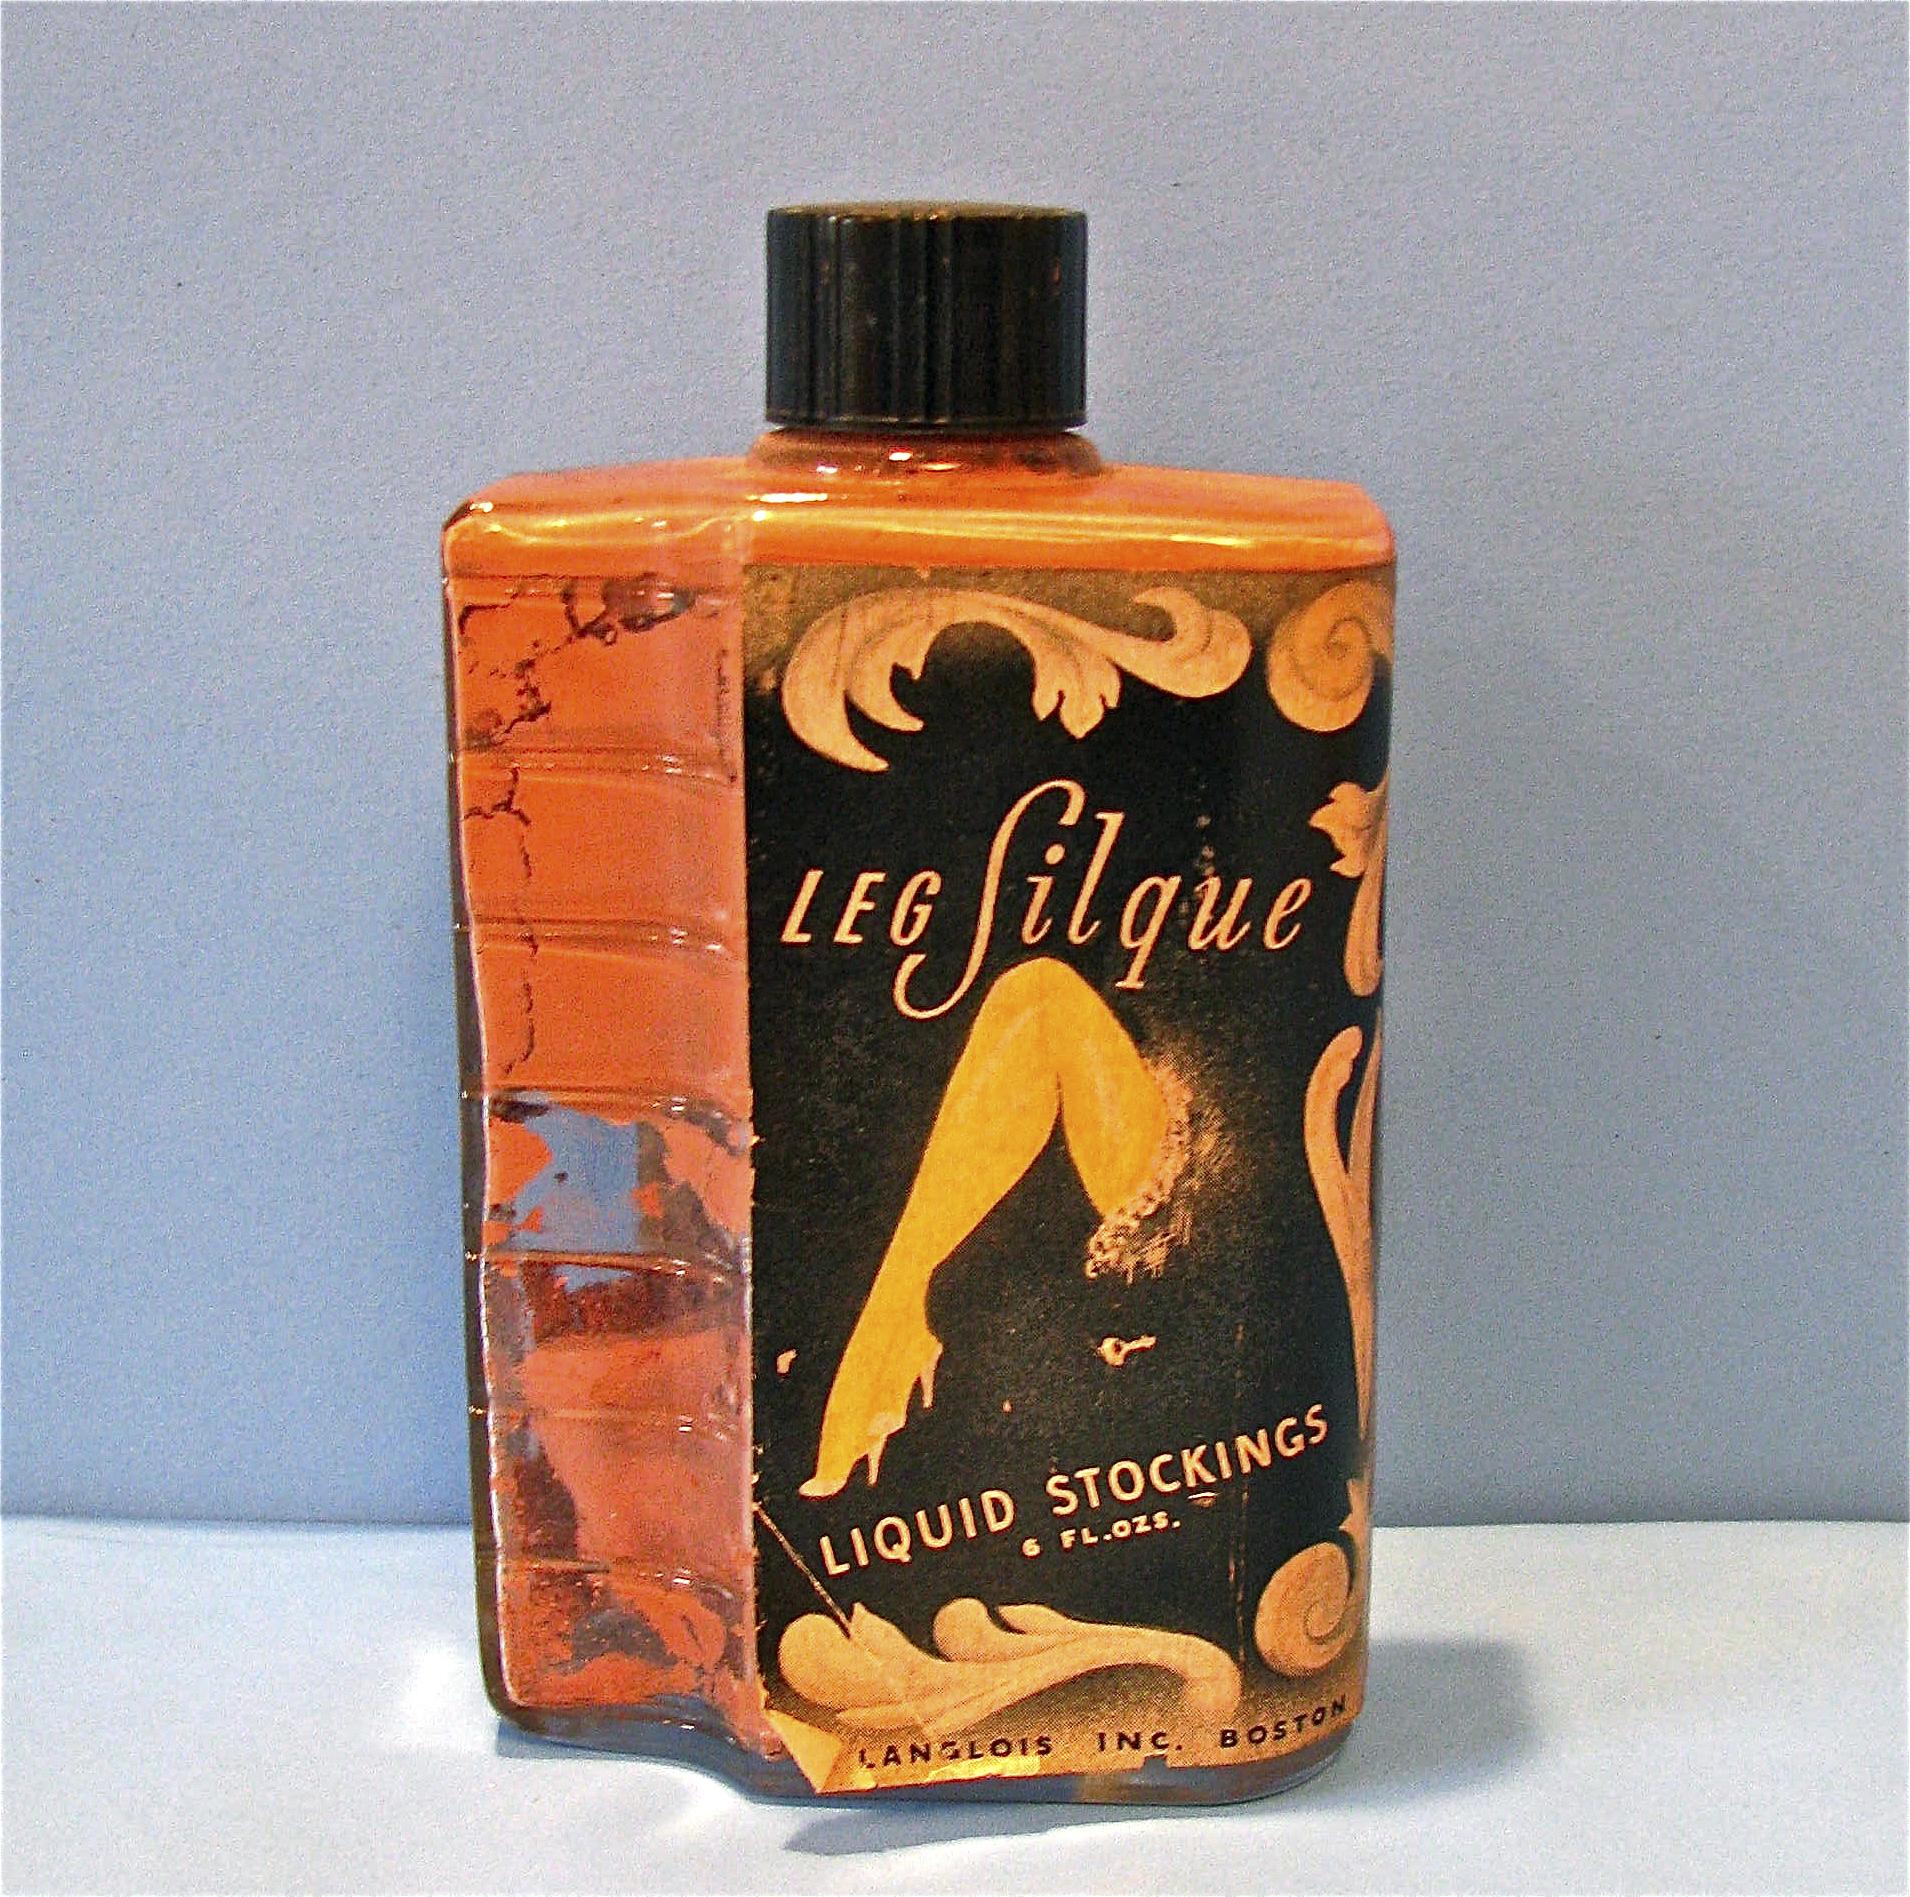 LEG Silque
LIQUID STOCKINGS
6 FL.OZS.
LANGLOIS INC. BOSTON